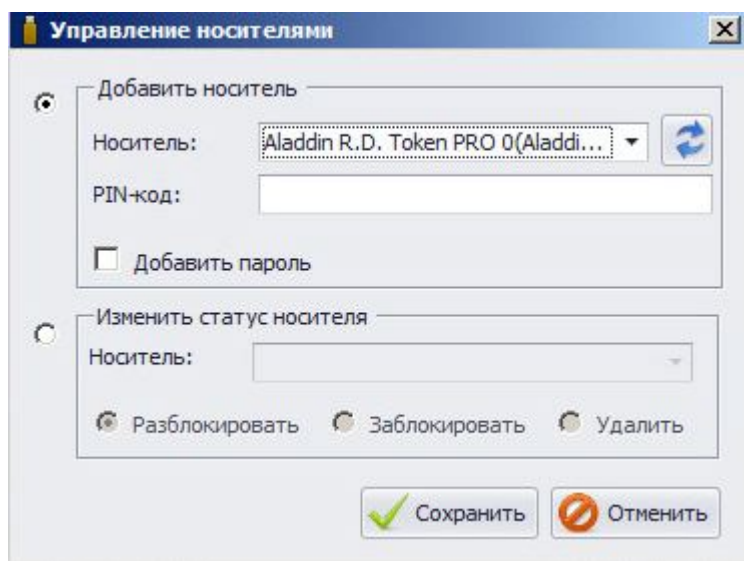 Управление носителями
Добавить носитель
Носитель: Aladdin R.D. Token PRO 0(Aladdi...
PIN-код:
Добавить пароль
Изменить статус носителя
Носитель:
Разблокировать Заблокировать Удалить
Сохранить Отменить